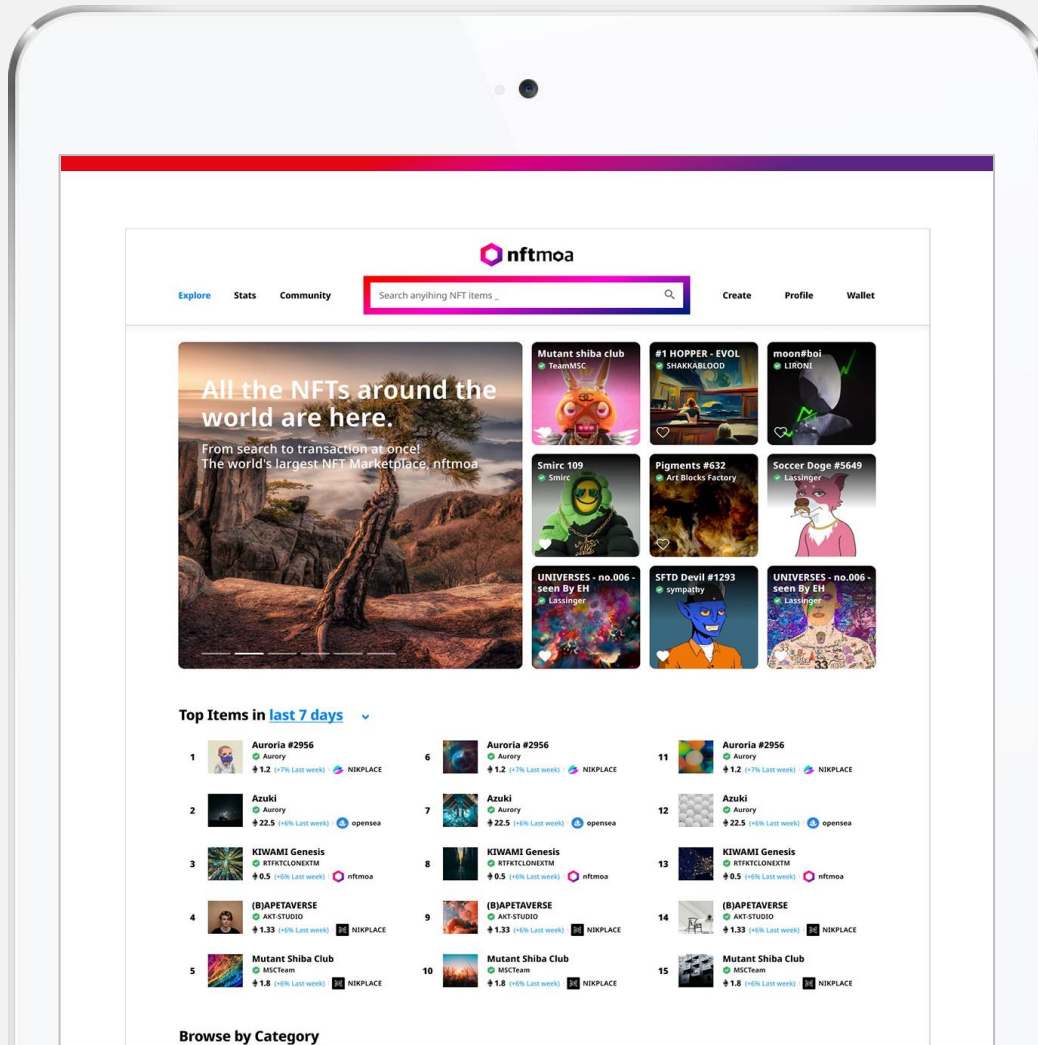 nftmoa
Explore
Stats
Community
Search anyihing NFT items _
Create
Profile
Wallet
All the NFTs around the
world are here.
From search to transaction at once!
The world's largest NFT Marketplace, nftmoa
Mutant shiba club
TeamMSC
#1 HOPPER - EVOL
SHAKKABLOOD
moon#boi
LIRONI
Smirc 109
Smirc
Pigments #632
Art Blocks Factory
Soccer Doge #5649
Lassinger
UNIVERSES - no.006 -
seen By EH
Lassinger
SFTD Devil #1293
sympathy
UNIVERSES - no.006 -
seen By EH
Lassinger
33
Top Items in last 7 days
1
Auroria #2956
Aurory
1.2 (+7% Last week) NIKPLACE
2
Azuki
Aurory
22.5 (+6% Last week) opensea
3
KIWAMI Genesis
RTFKTCLONEXTM
0.5 (+6% Last week) nftmoa
4
(B)APETAVERSE
AKT-STUDIO
1.33 (+6% Last week) NIKPLACE
5
Mutant Shiba Club
MSCTeam
1.8 (+6% Last week) NIKPLACE
6
Auroria #2956
Aurory
1.2 (+7% Last week) NIKPLACE
7
Azuki
Aurory
22.5 (+6% Last week) opensea
8
KIWAMI Genesis
RTFKTCLONEXTM
0.5 (+6% Last week) nftmoa
9
(B)APETAVERSE
AKT-STUDIO
1.33 (+6% Last week) NIKPLACE
10
Mutant Shiba Club
MSCTeam
1.8 (+6% Last week) NIKPLACE
11
Auroria #2956
Aurory
1.2 (+7% Last week) NIKPLACE
12
Azuki
Aurory
22.5 (+6% Last week) opensea
13
KIWAMI Genesis
RTFKTCLONEXTM
0.5 (+6% Last week) nftmoa
14
(B)APETAVERSE
AKT-STUDIO
1.33 (+6% Last week) NIKPLACE
15
Mutant Shiba Club
MSCTeam
1.8 (+6% Last week) NIKPLACE
Browse by Category